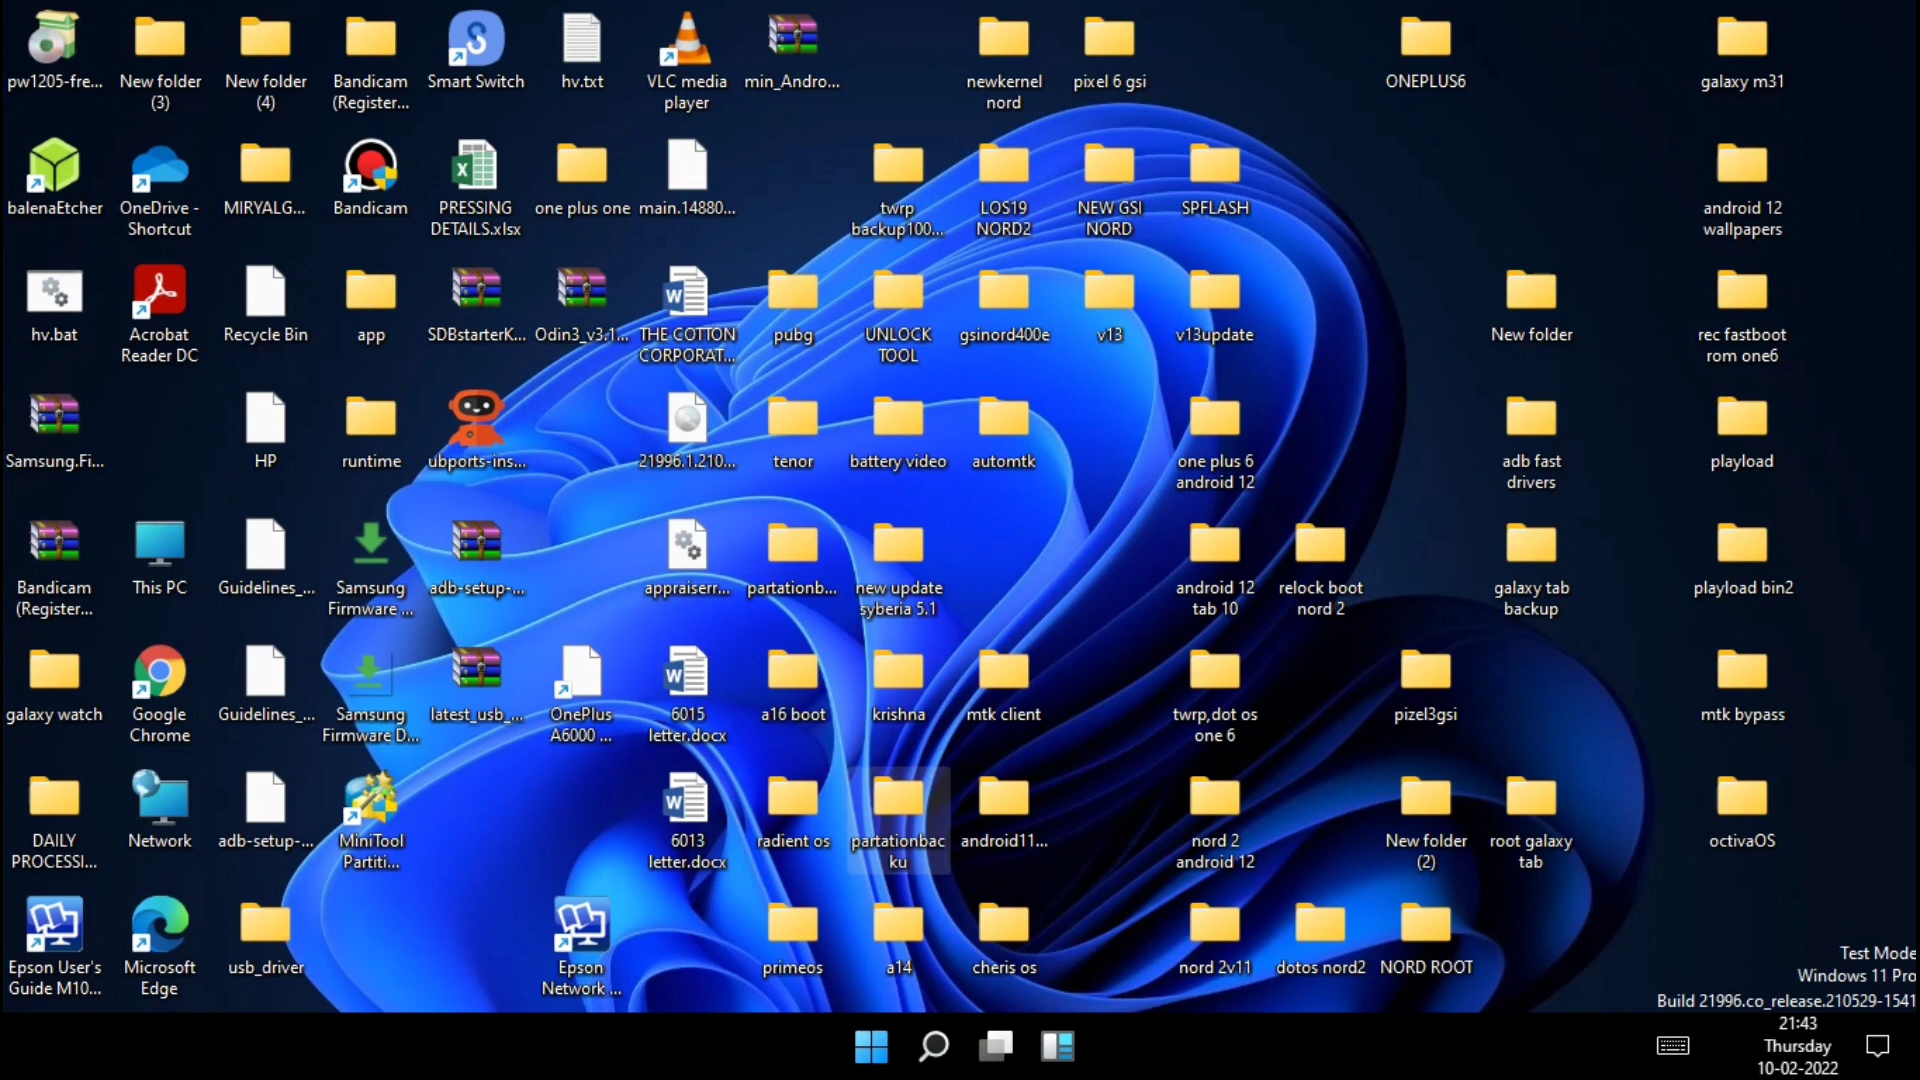 pw1205-fre...
New folder
(3)
New folder
(4)
Bandicam
(Register...
Smart Switch
hv.txt
VLC media
player
min_Andro...
newkernel
nord
pixel 6 gsi
ONEPLUS6
galaxy m31
balenaEtcher
OneDrive -
Shortcut
MIRYALG...
Bandicam
PRESSING
DETAILS.xlsx
one plus one
main.14880...
twrp
backup100...
LOS19
NORD2
NEW GSI
NORD
SPFLASH
android 12
wallpapers
hv.bat
Acrobat
Reader DC
Recycle Bin
app
SDBstarterK...
Odin3_v3.1...
THE COTTON
CORPORAT...
pubg
UNLOCK
TOOL
gsinord400e
v13
v13update
New folder
rec fastboot
rom one6
Samsung.Fi...
HP
runtime
ubports-ins...
21996.1.210...
tenor
battery video
automtk
one plus 6
android 12
adb fast
drivers
playload
Bandicam
(Register...
This PC
Guidelines_...
Samsung
Firmware ...
adb-setup-...
appraiserr...
partationb...
new update
syberia 5.1
android 12
tab 10
relock boot
nord 2
galaxy tab
backup
playload bin2
galaxy watch
Google
Chrome
Guidelines_...
Samsung
Firmware D...
latest_usb_...
OnePlus
A6000 ...
6015
letter.docx
a16 boot
krishna
mtk client
twrp,dot os
one 6
pizel3gsi
mtk bypass
DAILY
PROCESSI...
Network
adb-setup-...
MiniTool
Partiti...
6013
letter.docx
radient os
partationbac
ku
android11...
nord 2
android 12
New folder
(2)
root galaxy
tab
octivaOS
Epson User's
Guide M10...
Microsoft
Edge
usb_driver
Epson
Network ...
primeos
a14
cheris os
nord 2v11
dotos nord2
NORD ROOT
Test Mode
Windows 11 Pro
Build 21996.co_release.210529-1541
21:43
Thursday
10-02-2022